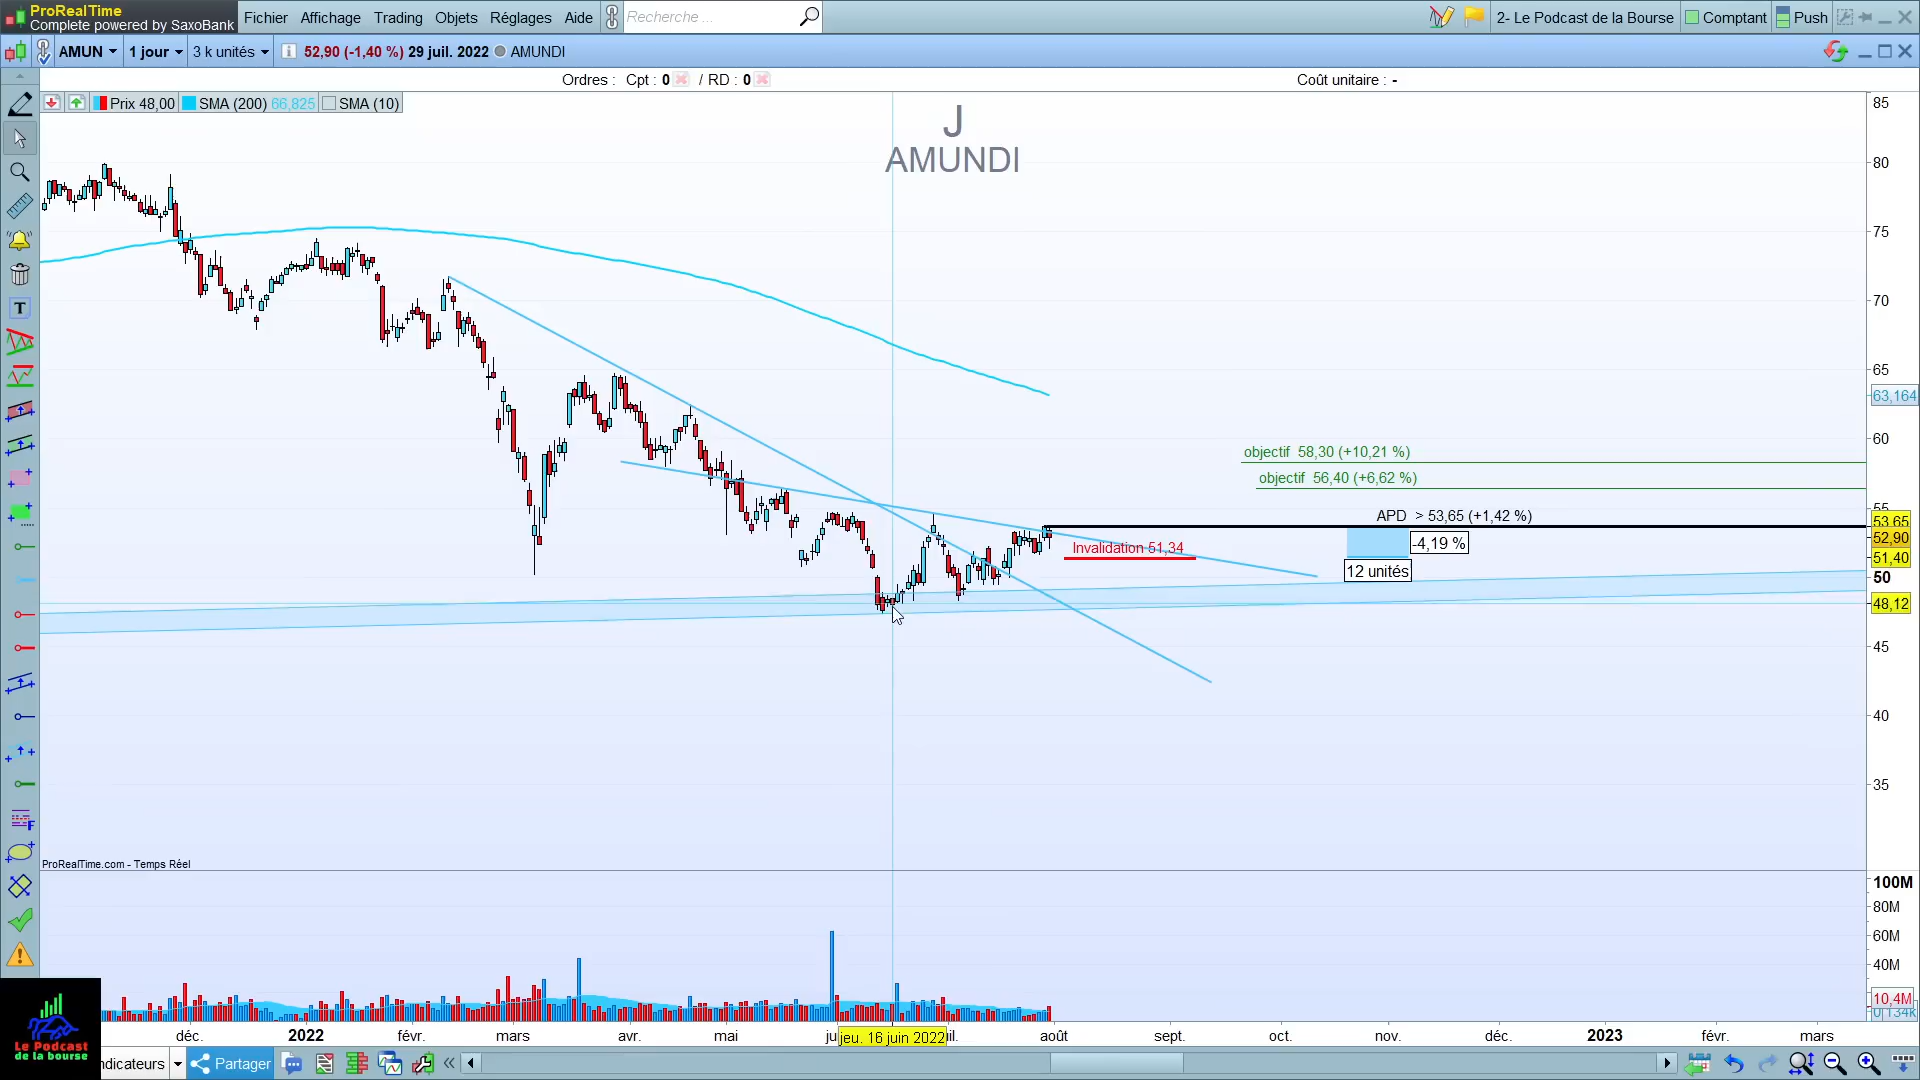 ProRealTime
Complete powered by SaxoBank
Fichier Affichage Trading Objets Réglages Aide
Recherche ...
2- Le Podcast de la Bourse
Comptant
Push
AMUN
1 jour
3 k unités
52,90 (-1,40 %) 29 juil. 2022
AMUNDI
Ordres : Cpt : 0 / RD : 0
Coût unitaire : -
Prix 48,00
SMA (200) 66,825
SMA (10)
J
AMUNDI
85
80
75
70
65
63,164
60
objectif 58,30 (+10,21 %)
objectif 56,40 (+6,62 %)
55
APD > 53,65 (+1,42 %)
53,65
52,90
-4,19 %
Invalidation 51,34
51,40
12 unités
50
48,12
45
40
35
ProRealTime.com - Temps Réel
100M
80M
60M
40M
10,4M
0,134k
déc. 2022 févr. mars avr. mai
jeu. 16 juin 2022
août sept. oct. nov. déc. 2023 févr. mars
Le Podcast
de la bourse
ndicateurs
Partager